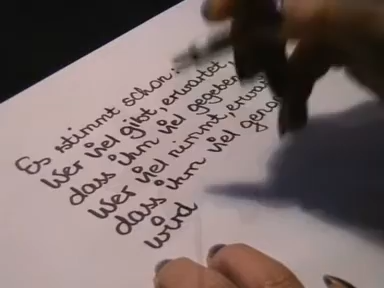 Es stimmt schon:
Wer viel gibt, erwartet,
dass ihm viel gegeben
Wer viel nimmt,
dass ihm viel
wird